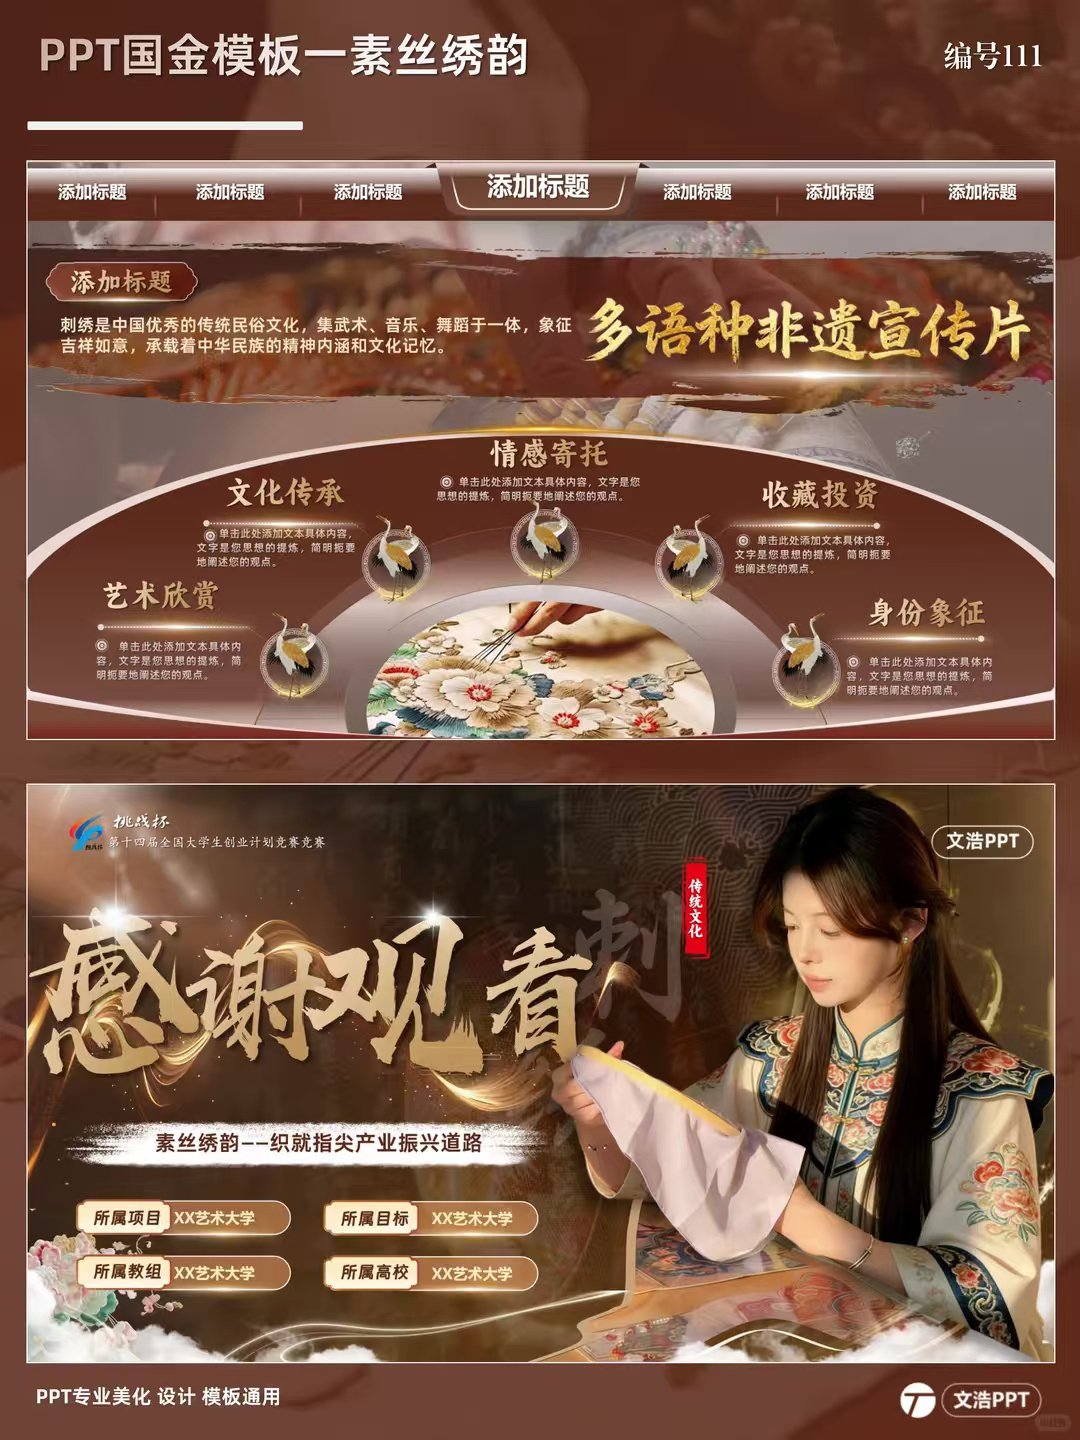 PPT国金模板一素丝绣韵
编号111
添加标题
添加标题
添加标题
添加标题
添加标题
添加标题
添加标题
添加标题
刺绣是中国优秀的传统民俗文化，集武术、音乐、舞蹈于一体，象征
吉祥如意，承载着中华民族的精神内涵和文化记忆。
多语种非遗宣传片
情感寄托
单击此处添加文本具体内容，文字是您
思想的提炼，简明扼要地阐述您的观点。
文化传承
单击此处添加文本具体内容，
文字是您思想的提炼，简明扼要
地阐述您的观点。
收藏投资
单击此处添加文本具体内容，
文字是您思想的提炼，简明扼要
地阐述您的观点。
艺术欣赏
单击此处添加文本具体内
容，文字是您思想的提炼，简
明扼要地阐述您的观点。
身份象征
单击此处添加文本具体内
容，文字是您思想的提炼，简
明扼要地阐述您的观点。
挑战杯
挑战杯
第十四届全国大学生创业计划竞赛竞赛
文浩PPT
传统文化
刺
感谢观看
素丝绣韵——织就指尖产业振兴道路
所属项目 XX艺术大学
所属目标 XX艺术大学
所属教组 XX艺术大学
所属高校 XX艺术大学
PPT专业美化 设计 模板通用
文浩PPT